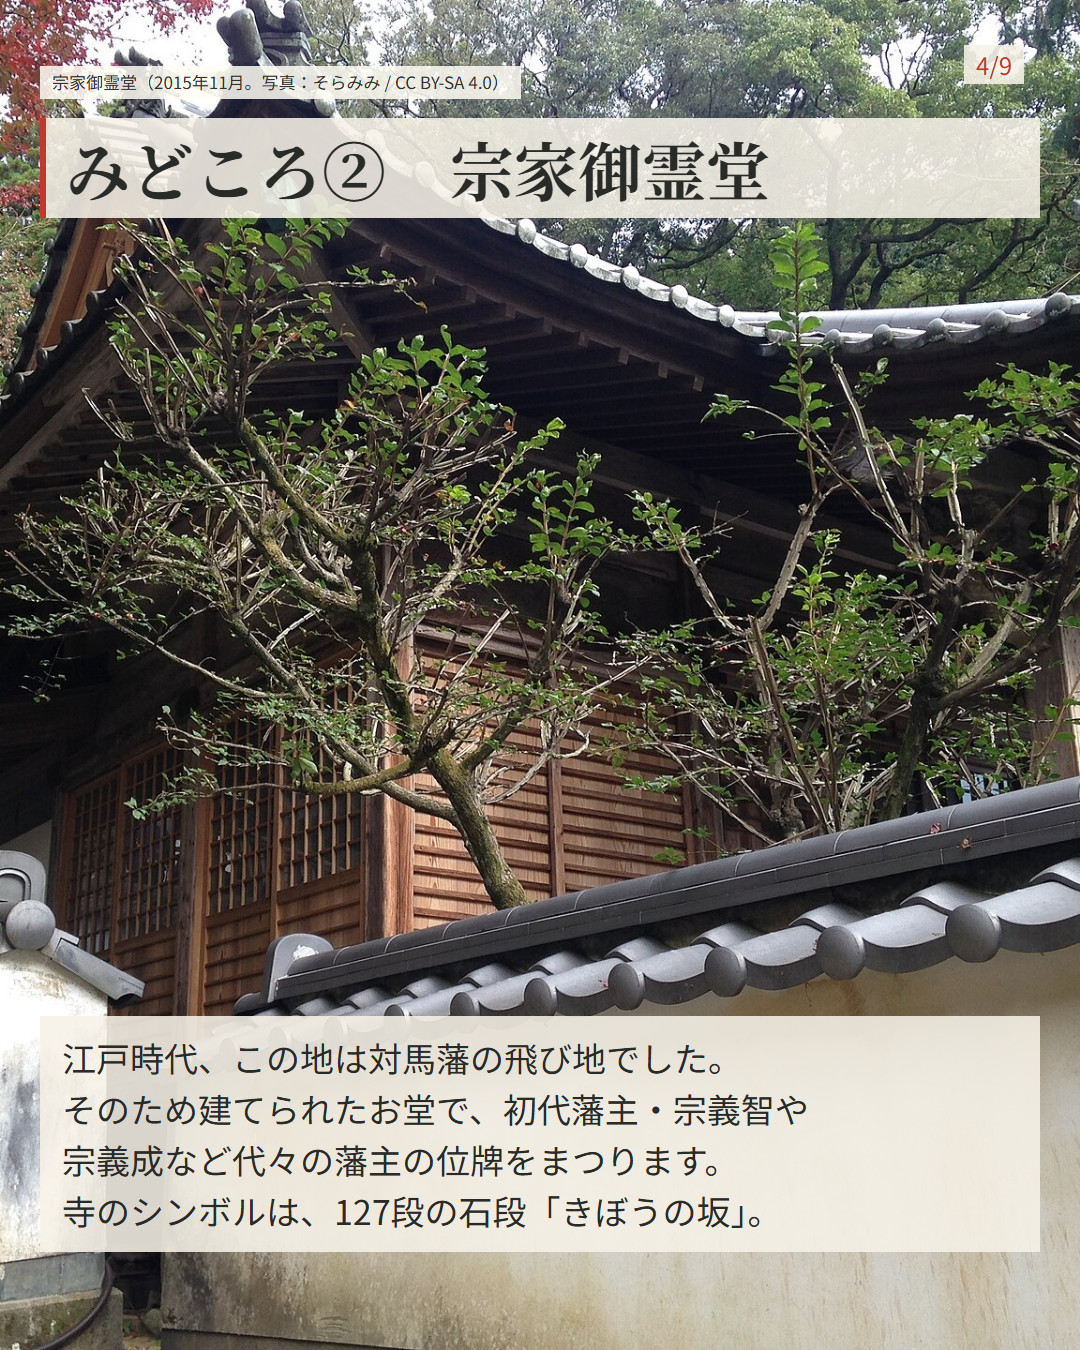 宗家御霊堂（2015年11月。写真：そらみみ / CC BY-SA 4.0）
4/9
みどころ②　宗家御霊堂
江戸時代、この地は対馬藩の飛び地でした。
そのため建てられたお堂で、初代藩主・宗義智や
宗義成など代々の藩主の位牌をまつります。
寺のシンボルは、127段の石段「きぼうの坂」。